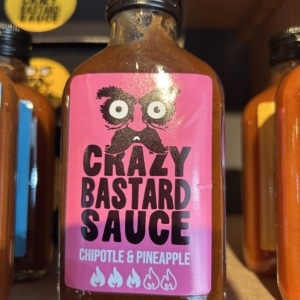 CRAZY
BASTARD
SAUCE
CHIPOTLE & PINEAPPLE